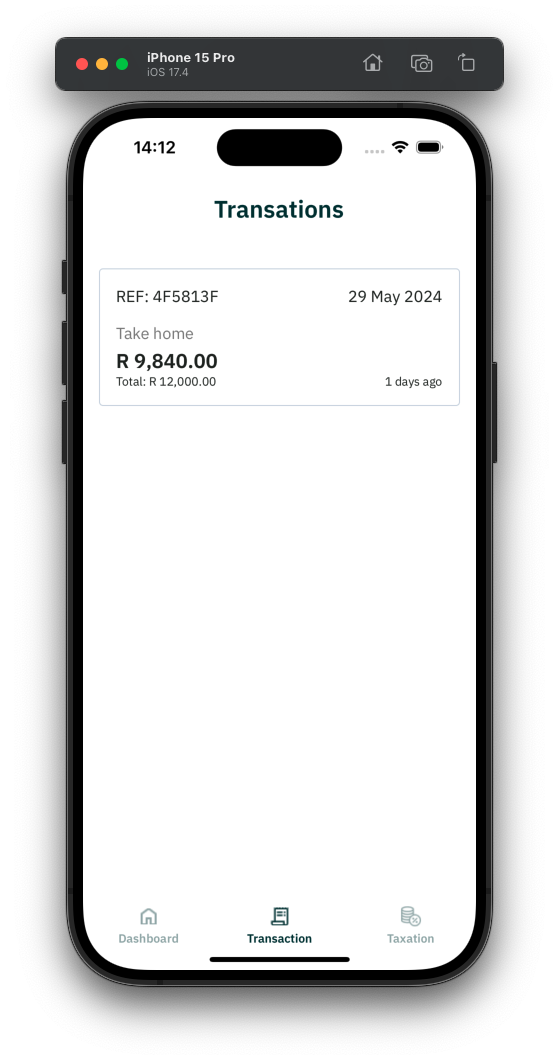 iPhone 15 Pro
iOS 17.4
14:12
Transations
REF: 4F5813F 29 May 2024
Take home
R 9,840.00
Total: R 12,000.00 1 days ago
Dashboard Transaction Taxation